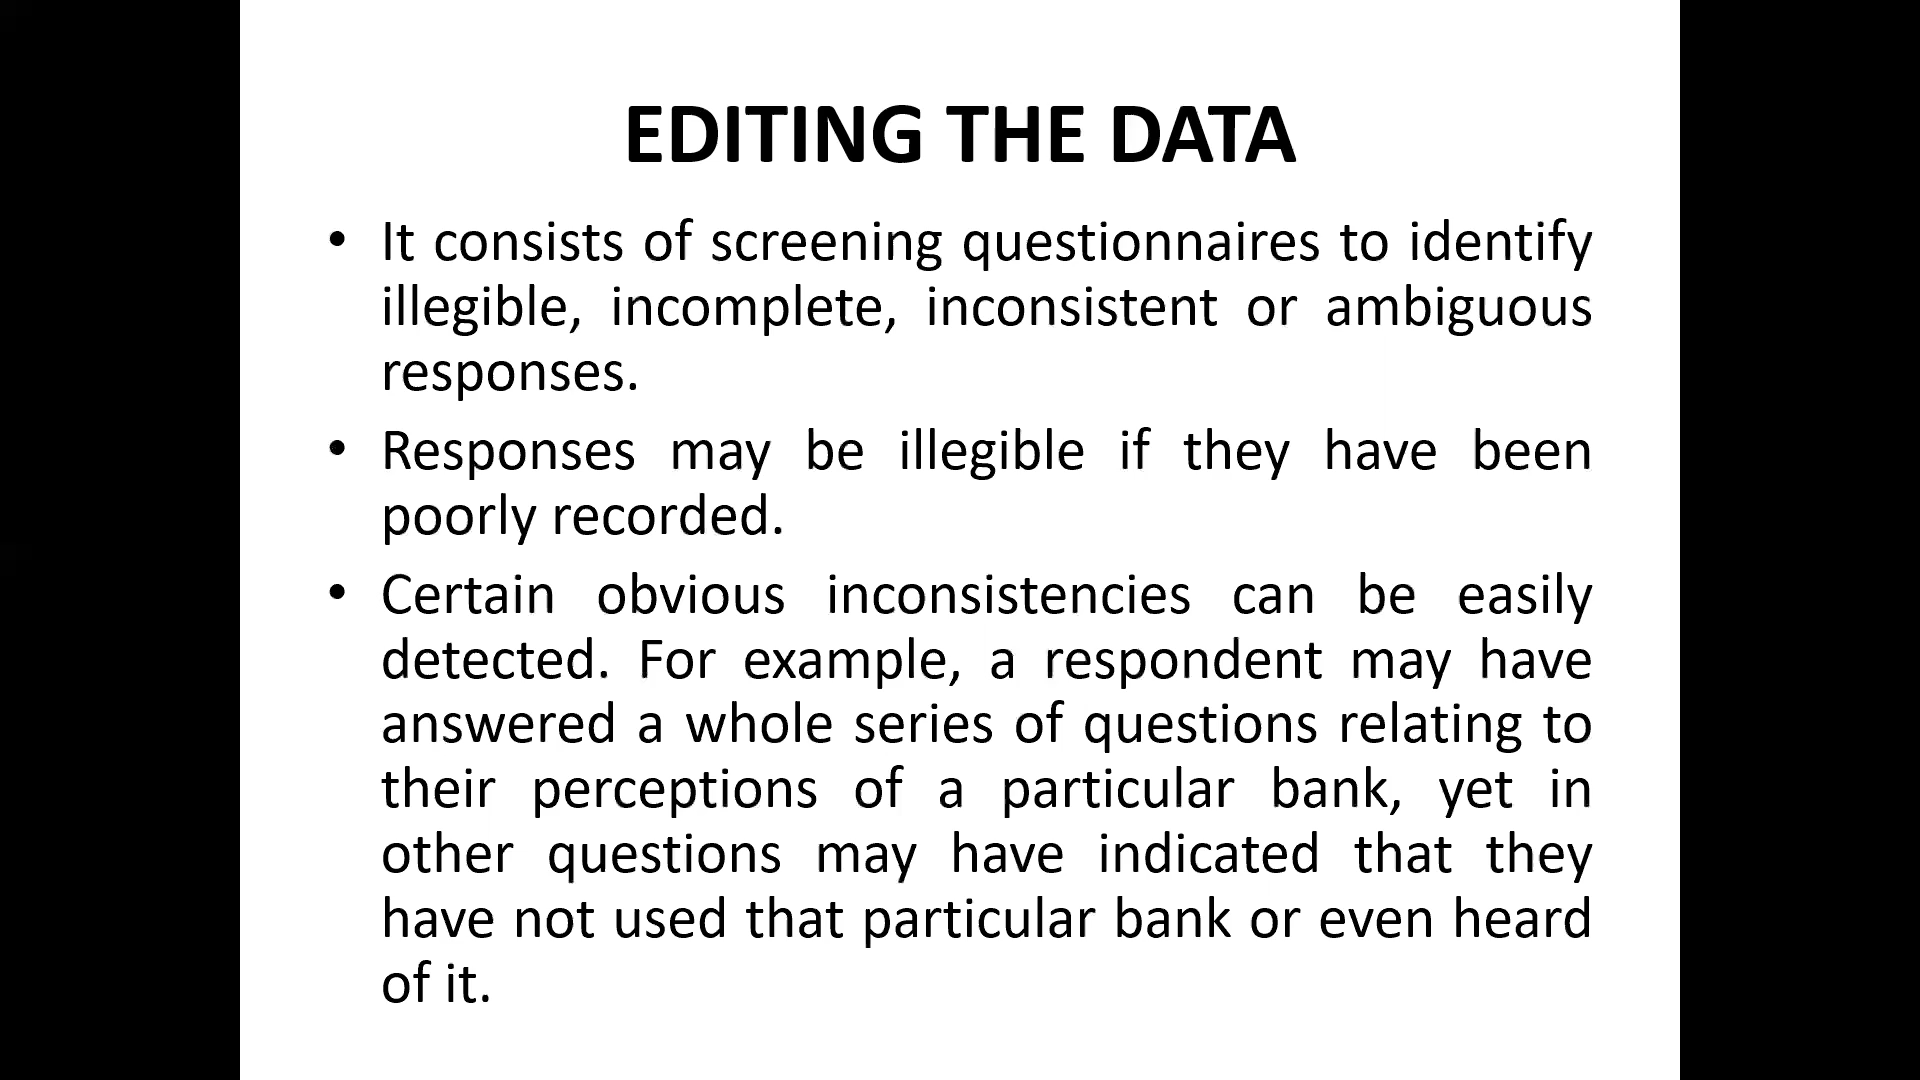 EDITING THE DATA
• It consists of screening questionnaires to identify
illegible, incomplete, inconsistent or ambiguous
responses.
• Responses may be illegible if they have been
poorly recorded.
• Certain obvious inconsistencies can be easily
detected. For example, a respondent may have
answered a whole series of questions relating to
their perceptions of a particular bank, yet in
other questions may have indicated that they
have not used that particular bank or even heard
of it.